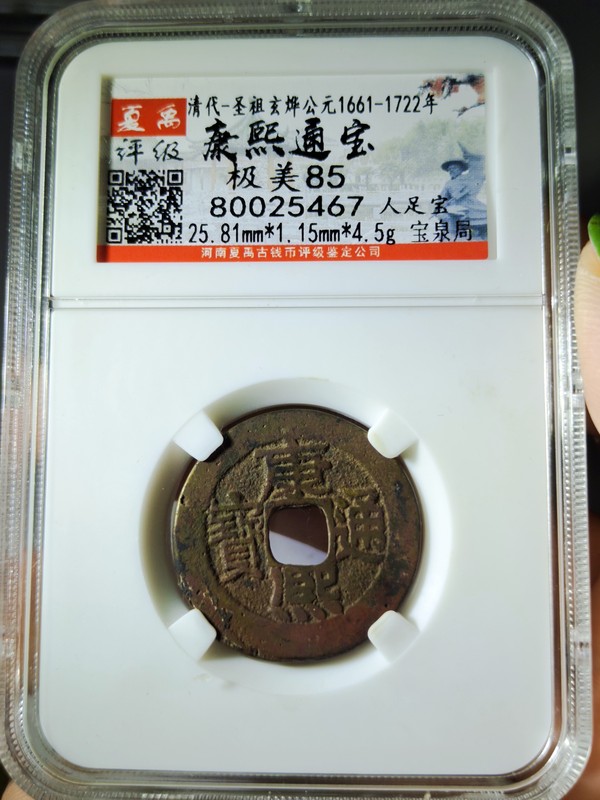 夏禹
评级
清代-圣祖玄烨公元1661-1722年
康熙通宝
极美85
80025467 人足宝
25.81mm*1.15mm*4.5g 宝泉局
河南夏禹古钱币评级鉴定公司
康熙通寶